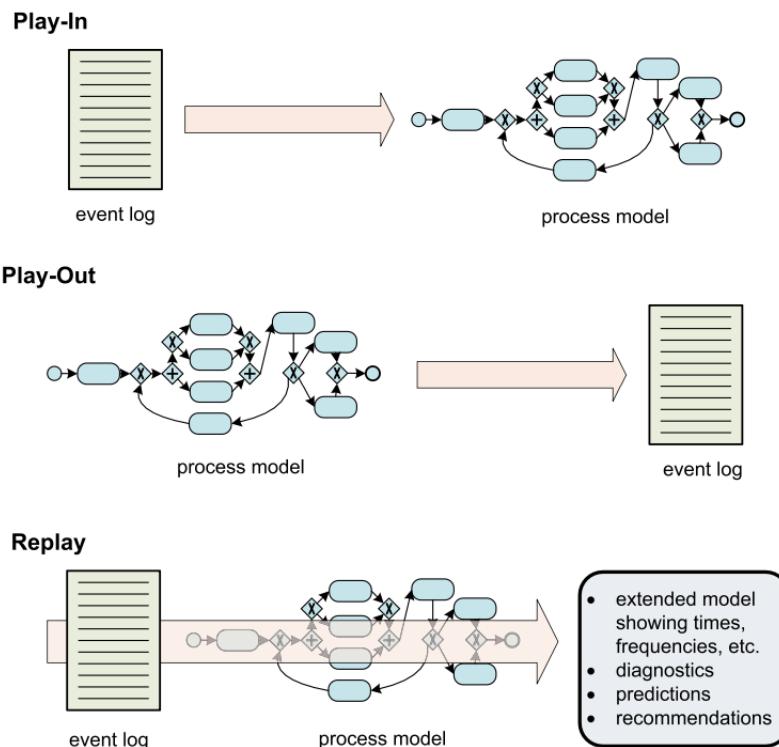 Play-In
event log
process model
Play-Out
process model
event log
Replay
event log
process model
• extended model
showing times,
frequencies, etc.
• diagnostics
• predictions
• recommendations